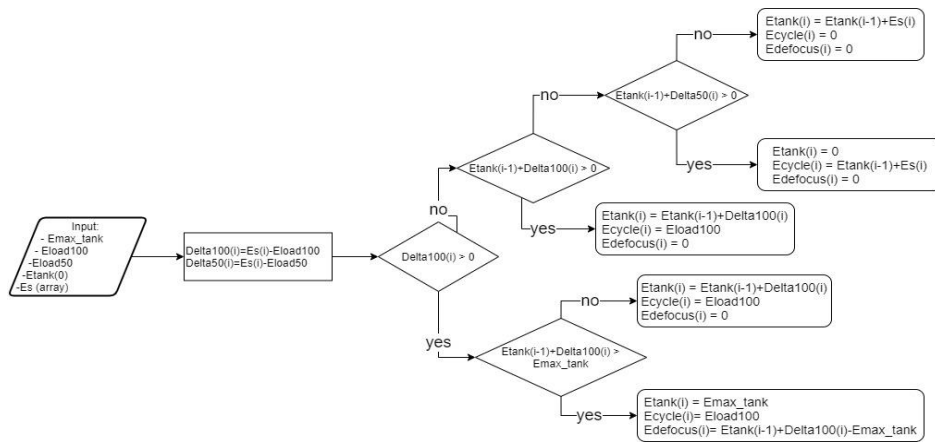 Input:
- Emax_tank
- Eload100
-Eload50
-Etank(0)
-Es (array)
Delta100(i)=Es(i)-Eload100
Delta50(i)=Es(i)-Eload50
Delta100(i) > 0
no
yes
Etank(i-1)+Delta100(i) > 0
no
yes
Etank(i-1)+Delta50(i) > 0
no
yes
Etank(i) = Etank(i-1)+Es(i)
Ecycle(i) = 0
Edefocus(i) = 0
Etank(i) = 0
Ecycle(i) = Etank(i-1)+Es(i)
Edefocus(i) = 0
Etank(i) = Etank(i-1)+Delta100(i)
Ecycle(i) = Eload100
Edefocus(i) = 0
Etank(i-1)+Delta100(i) >
Emax_tank
no
yes
Etank(i) = Etank(i-1)+Delta100(i)
Ecycle(i) = Eload100
Edefocus(i) = 0
Etank(i) = Emax_tank
Ecycle(i)= Eload100
Edefocus(i)= Etank(i-1)+Delta100(i)-Emax_tank